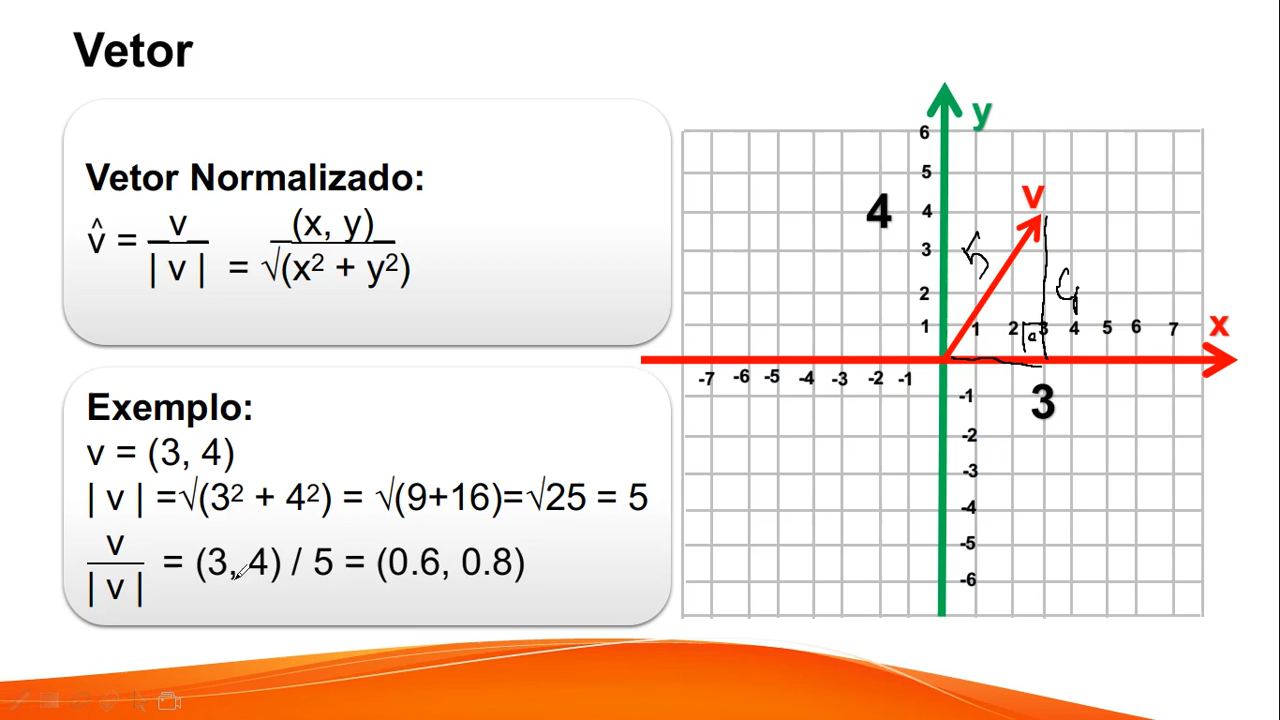 Vetor
Vetor Normalizado:
^
v = v = (x, y)
| v | √(x² + y²)
Exemplo:
v = (3, 4)
| v | =√(3² + 4²) = √(9+16)=√25 = 5
v
| v | = (3, 4) / 5 = (0.6, 0.8)
y
6
5
4
4
3
2
1
v
5
4
1 2 3 4 5 6 7
x
-7 -6 -5 -4 -3 -2 -1
3
-1
-2
-3
-4
-5
-6